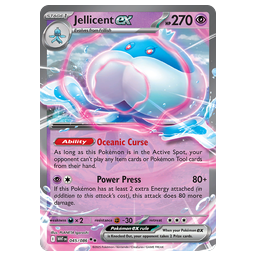 STAGE 1
Jellicent ex
HP 270
Evolves from Frillish
Ability Oceanic Curse
As long as this Pokémon is in the Active Spot, your
opponent can't play any Item cards or Pokémon Tool
cards from their hand.
Power Press 80+
If this Pokémon has at least 2 extra Energy attached (in
addition to this attack's cost), this attack does 80 more
damage.
×2
resistance -30
045 / 086
Pokémon ex rule
When your Pokémon ex
is Knocked Out, your opponent takes 2 Prize cards.